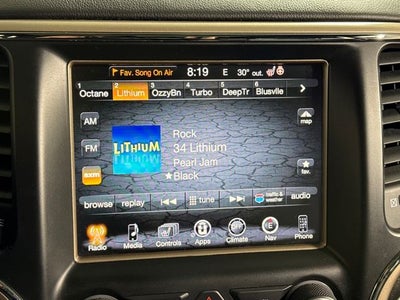 Fav. Song On Air 8:19 E 30° out.
1 2 3 4 5 6
Octane Lithium OzzyBn Turbo DeepTr Blusvlle
AM
FM
sxm
LiTHiUM
Rock
34 Lithium
Pearl Jam
★Black
map
fav.
browse replay tune traffic & weather audio
Radio Media Controls Apps Climate E Nav Phone